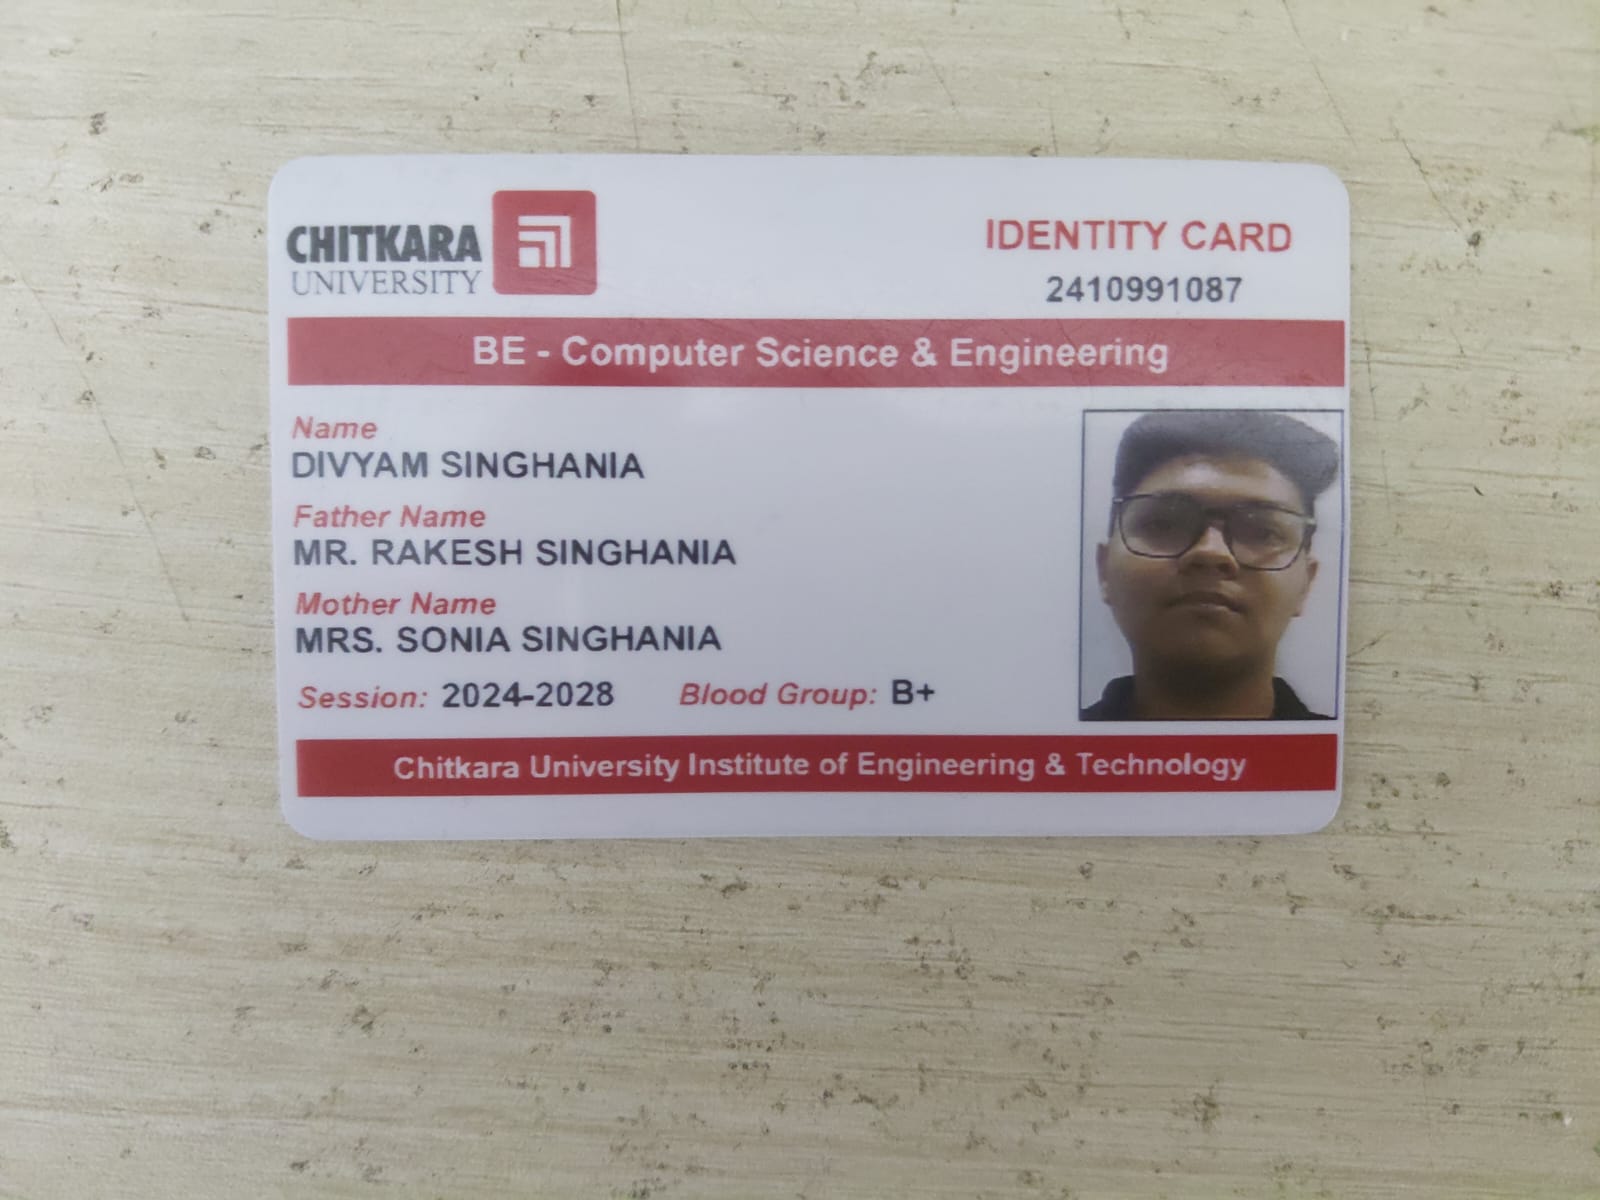 CHITKARA
UNIVERSITY
IDENTITY CARD
2410991087
BE - Computer Science & Engineering
Name
DIVYAM SINGHANIA
Father Name
MR. RAKESH SINGHANIA
Mother Name
MRS. SONIA SINGHANIA
Session: 2024-2028 Blood Group: B+
Chitkara University Institute of Engineering & Technology